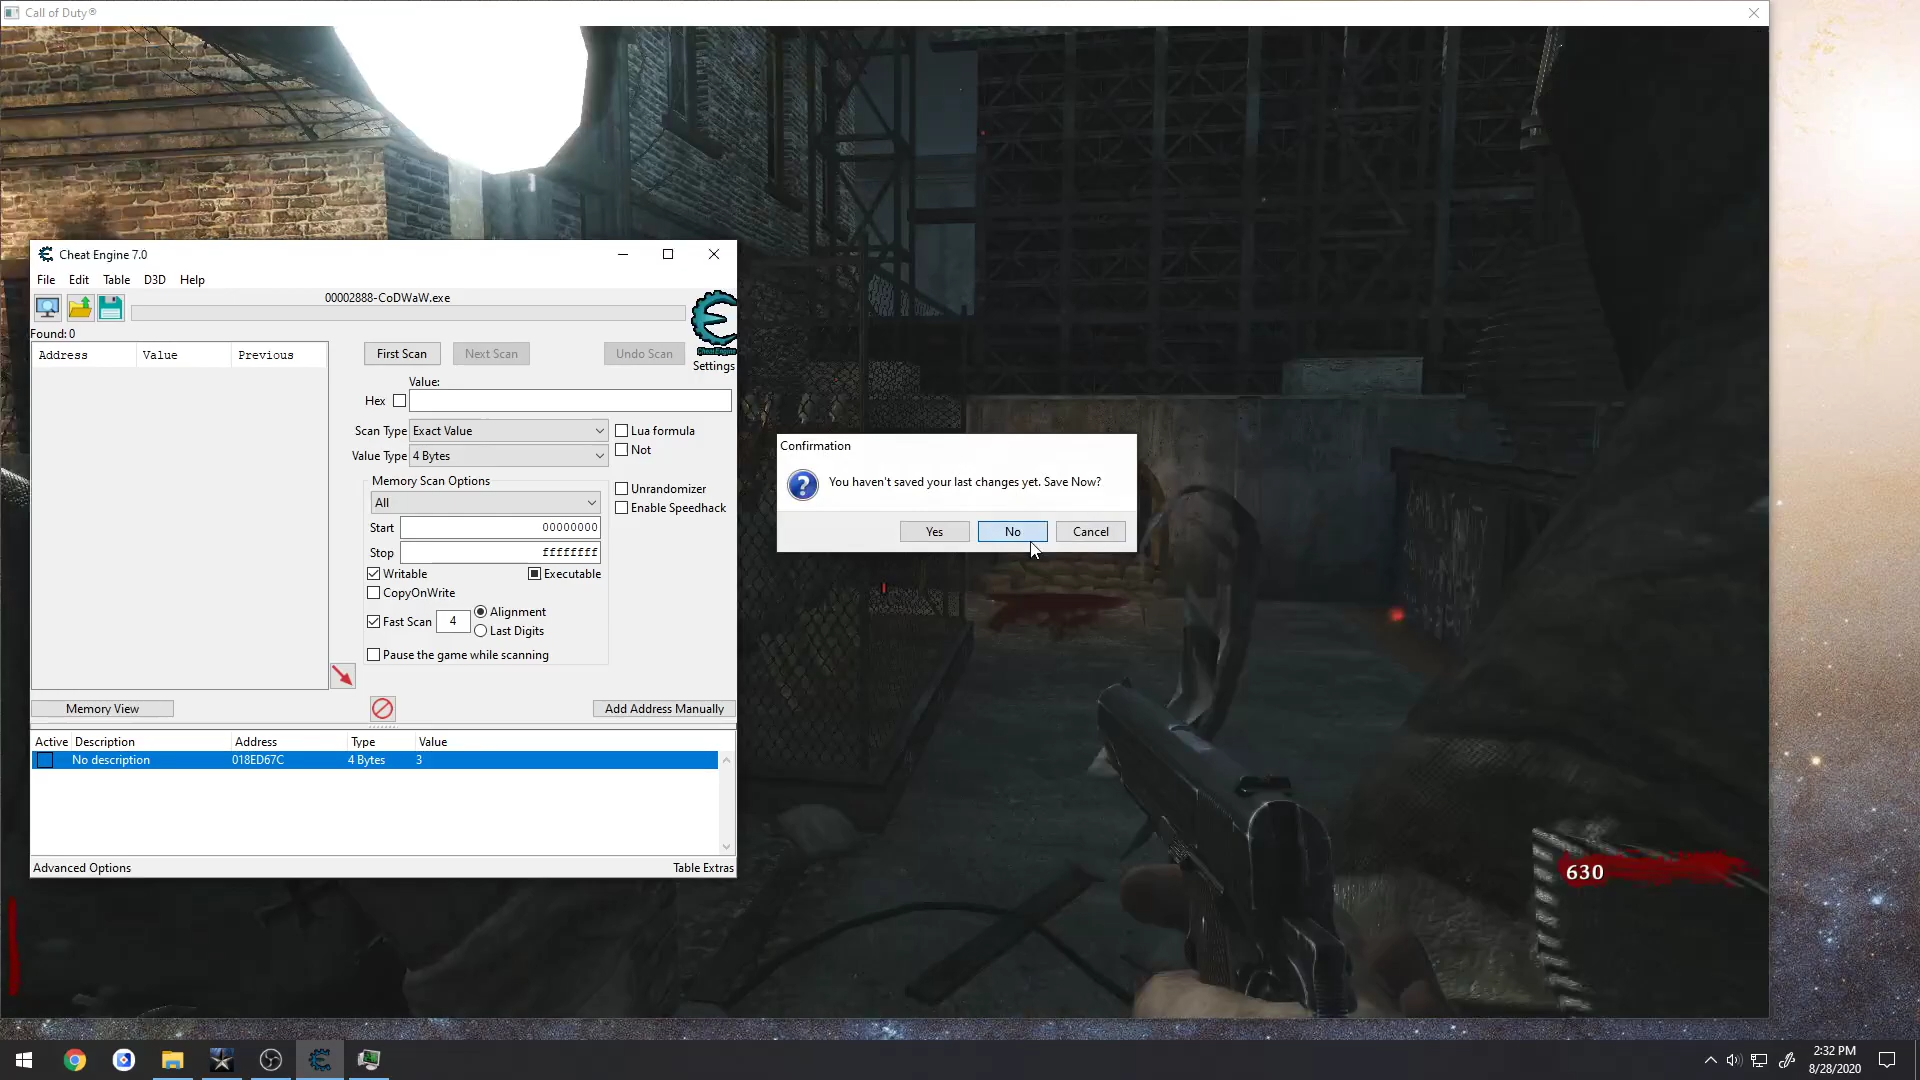 Call of Duty®
Cheat Engine 7.0
File Edit Table D3D Help
00002888-CoDWaW.exe
Found: 0
Address Value Previous
First Scan Next Scan Undo Scan
Settings
Value:
Hex
Scan Type Exact Value
Lua formula
Not
Value Type 4 Bytes
Memory Scan Options
All
Unrandomizer
Enable Speedhack
Start 00000000
Stop ffffffff
Writable Executable
CopyOnWrite
Fast Scan 4 Alignment
Last Digits
Pause the game while scanning
Memory View Add Address Manually
Active Description Address Type Value
No description 018ED67C 4 Bytes 3
Advanced Options Table Extras
Confirmation
You haven't saved your last changes yet. Save Now?
Yes No Cancel
630
2:32 PM
8/28/2020